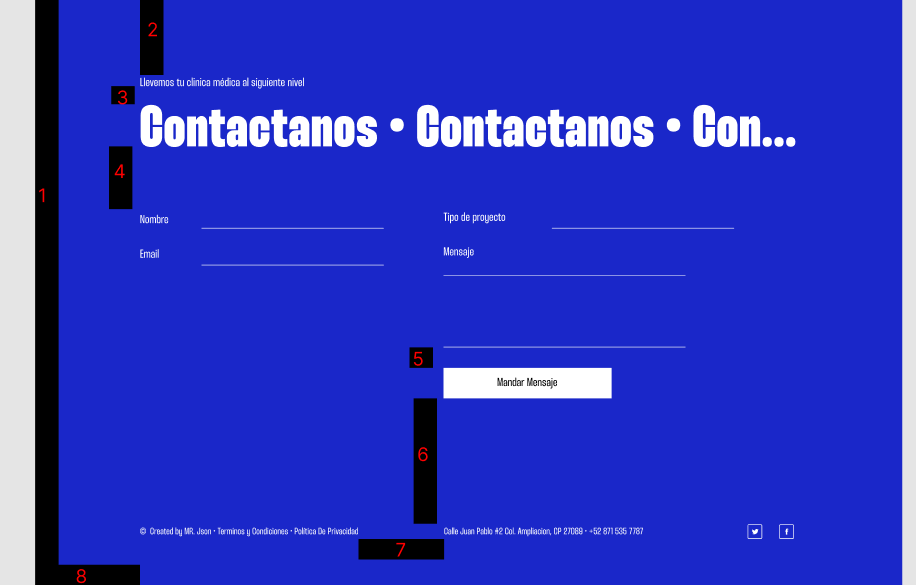 2
Llevemos tu clínica médica al siguiente nivel
3
Contactanos • Contactanos • Con...
4
1
Nombre
Tipo de proyecto
Email
Mensaje
5
Mandar Mensaje
6
© Created by MR. Json • Terminos y Condiciones • Política De Privacidad
Calle Juan Pablo #2 Col. Ampliacion, CP 27089 • +52 871 535 7787
7
8